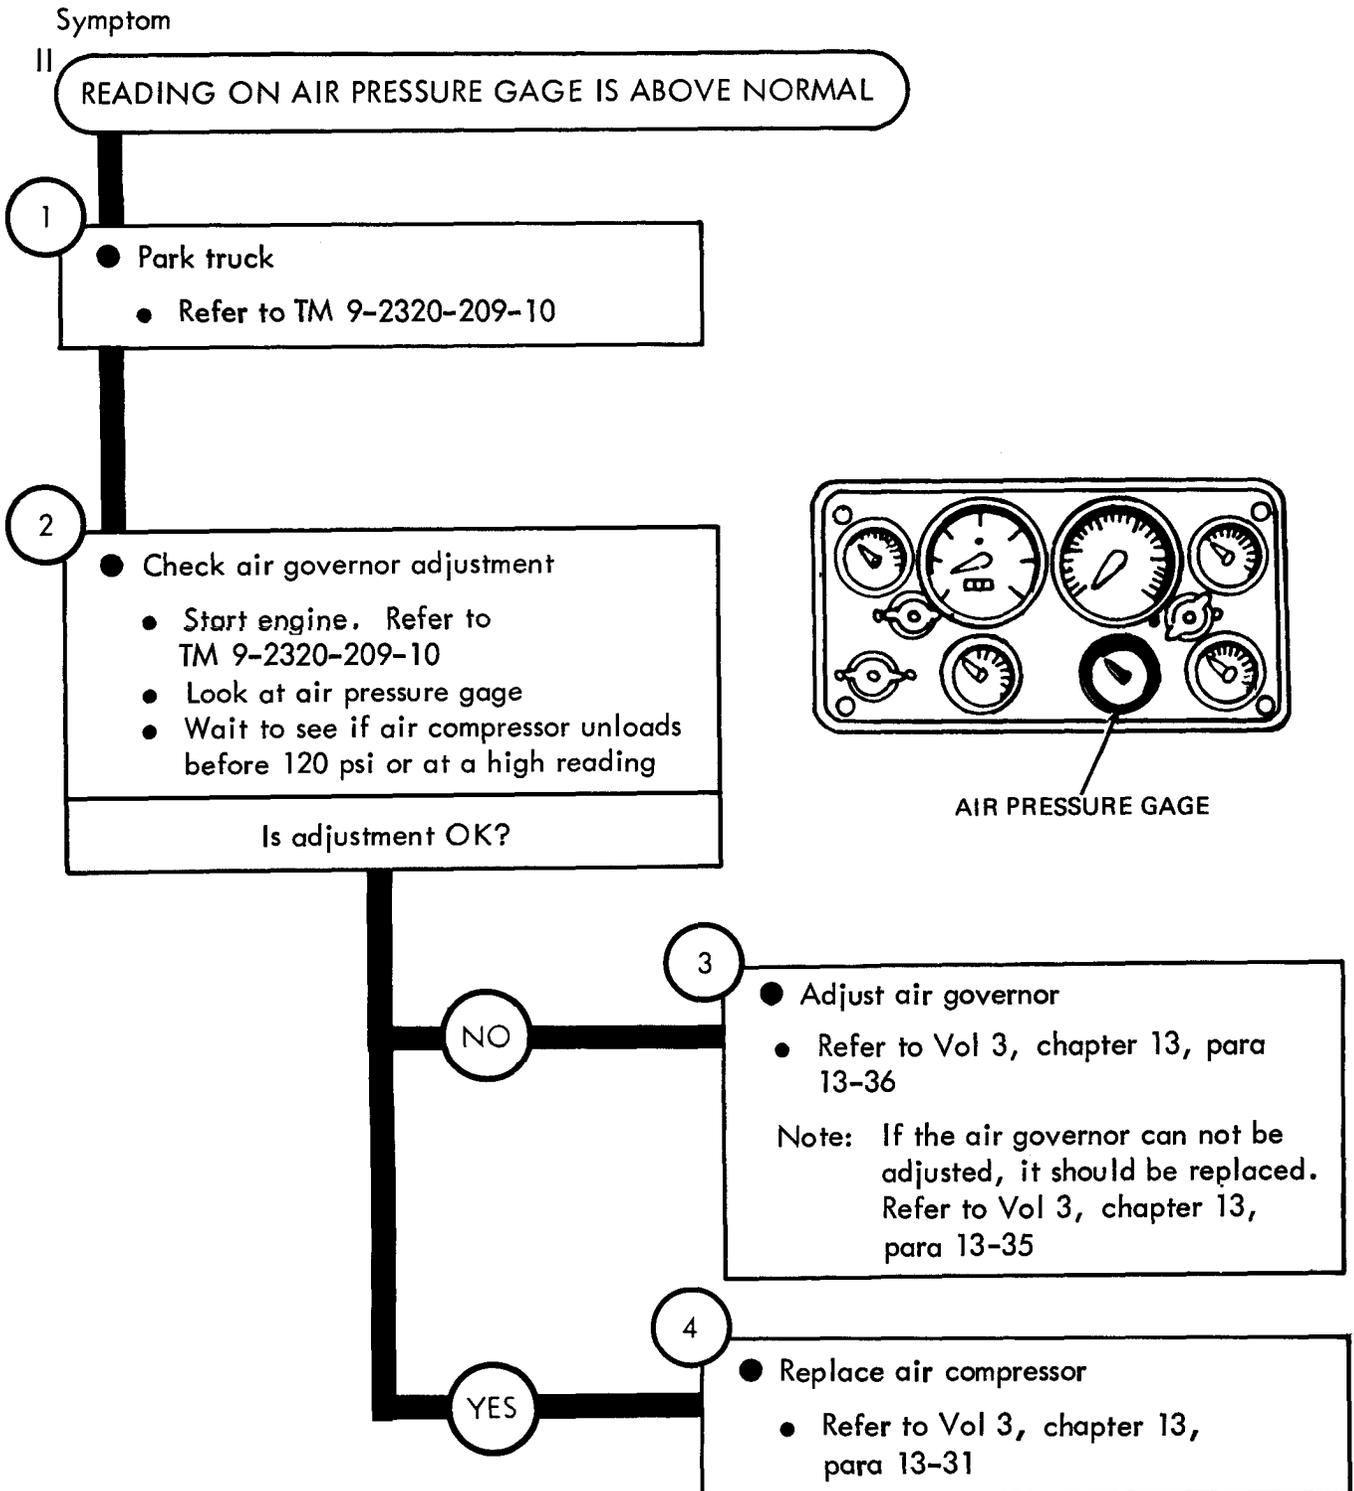 Symptom
II
READING ON AIR PRESSURE GAGE IS ABOVE NORMAL
1
● Park truck
● Refer to TM 9-2320-209-10
2
● Check air governor adjustment
● Start engine. Refer to
TM 9-2320-209-10
● Look at air pressure gage
● Wait to see if air compressor unloads
before 120 psi or at a high reading
Is adjustment OK?
AIR PRESSURE GAGE
NO
3
● Adjust air governor
● Refer to Vol 3, chapter 13, para
13-36
Note: If the air governor can not be
adjusted, it should be replaced.
Refer to Vol 3, chapter 13,
para 13-35
YES
4
● Replace air compressor
● Refer to Vol 3, chapter 13,
para 13-31